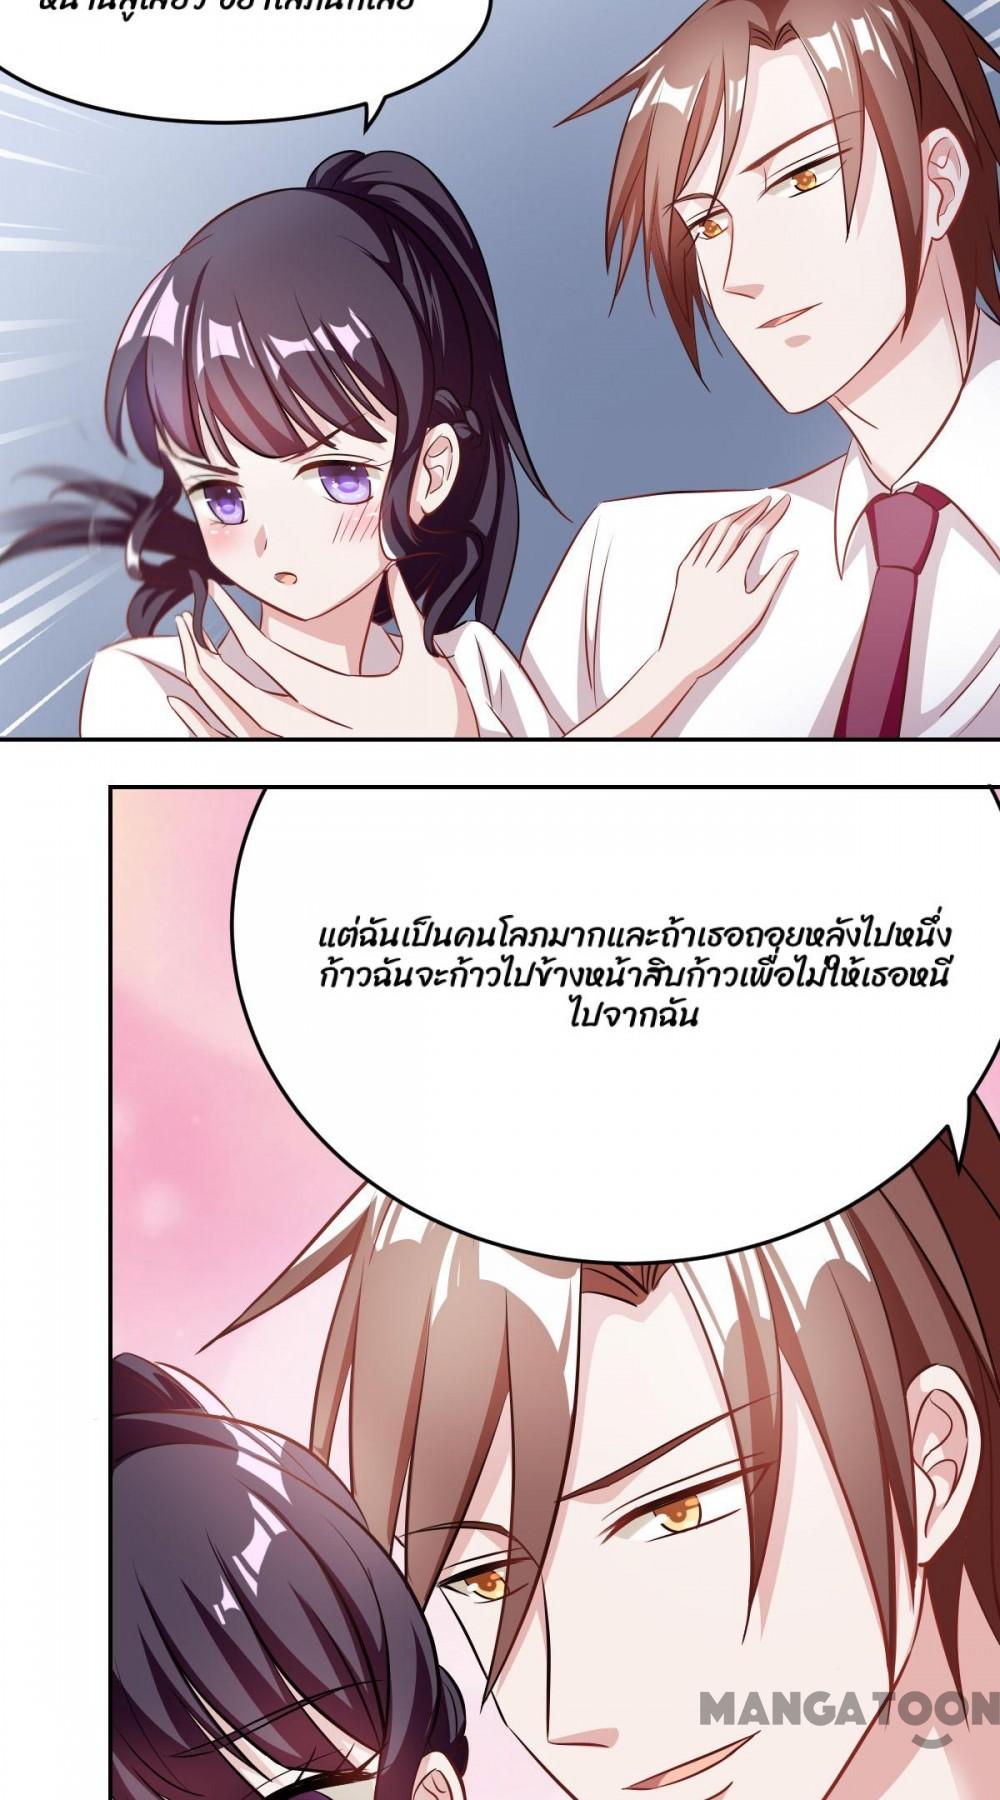 แต่ฉันเป็นคนโลภมากและถ้าเธอถอยหลังไปหนึ่ง
ก้าวฉันจะก้าวไปข้างหน้าสิบก้าวเพื่อไม่ให้เธอหนี
ไปจากฉัน
MANGATOON